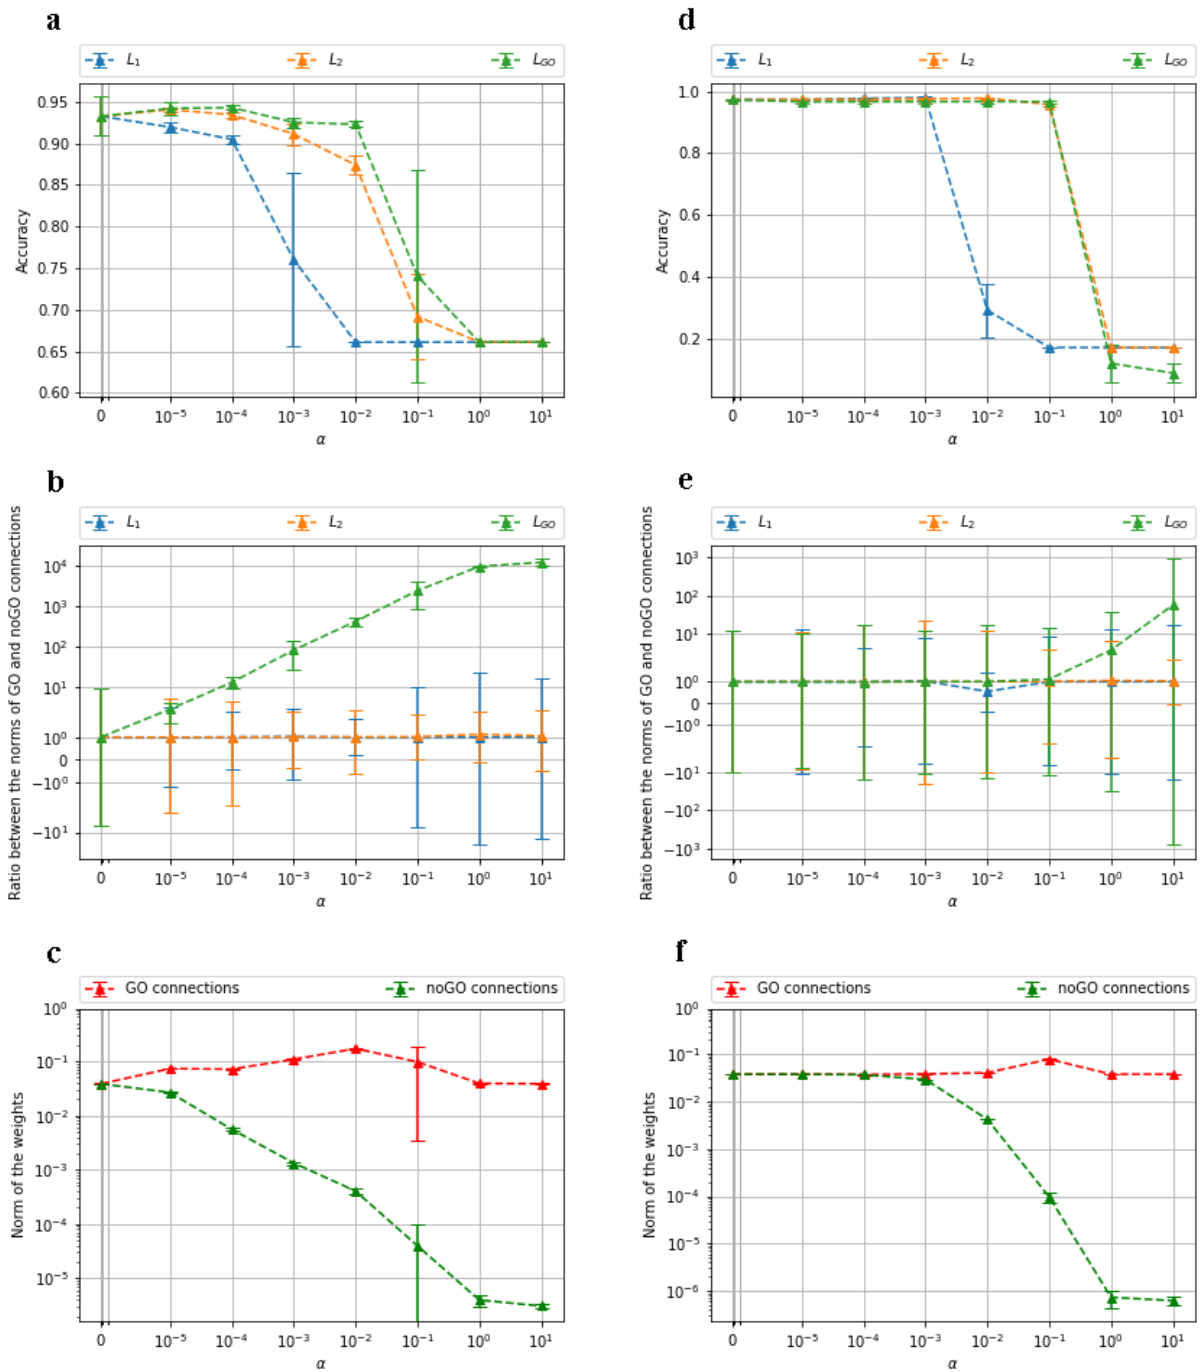 a
L₁ L₂ L_GO
Accuracy
0.95
0.90
0.85
0.80
0.75
0.70
0.65
0.60
0 10⁻⁵ 10⁻⁴ 10⁻³ 10⁻² 10⁻¹ 10⁰ 10¹
α
d
L₁ L₂ L_GO
Accuracy
1.0
0.8
0.6
0.4
0.2
0 10⁻⁵ 10⁻⁴ 10⁻³ 10⁻² 10⁻¹ 10⁰ 10¹
α
b
L₁ L₂ L_GO
Ratio between the norms of GO and noGO connections
10⁴
10³
10²
10¹
10⁰
0
−10⁰
−10¹
0 10⁻⁵ 10⁻⁴ 10⁻³ 10⁻² 10⁻¹ 10⁰ 10¹
α
e
L₁ L₂ L_GO
Ratio between the norms of GO and noGO connections
10³
10²
10¹
10⁰
0
−10⁰
−10¹
−10²
−10³
0 10⁻⁵ 10⁻⁴ 10⁻³ 10⁻² 10⁻¹ 10⁰ 10¹
α
c
GO connections noGO connections
Norm of the weights
10⁰
10⁻¹
10⁻²
10⁻³
10⁻⁴
10⁻⁵
0 10⁻⁵ 10⁻⁴ 10⁻³ 10⁻² 10⁻¹ 10⁰ 10¹
α
f
GO connections noGO connections
Norm of the weights
10⁰
10⁻¹
10⁻²
10⁻³
10⁻⁴
10⁻⁵
10⁻⁶
0 10⁻⁵ 10⁻⁴ 10⁻³ 10⁻² 10⁻¹ 10⁰ 10¹
α